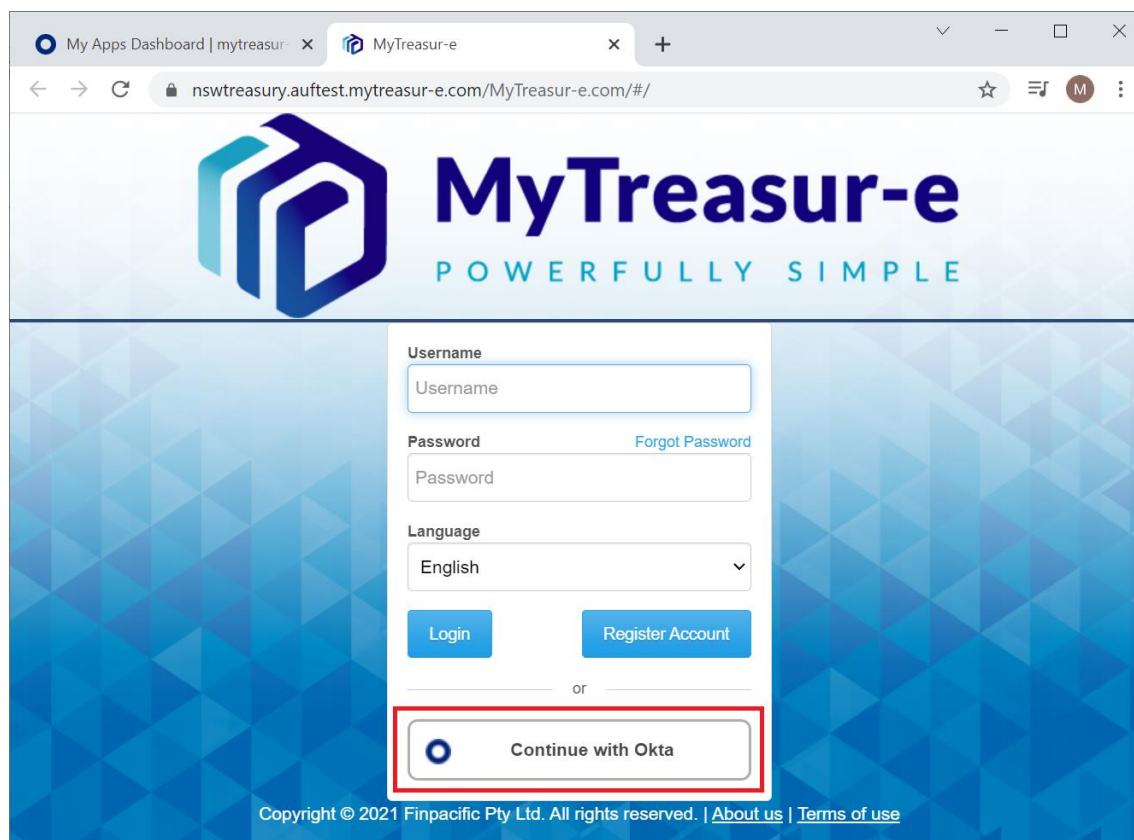 My Apps Dashboard | mytreasur-
MyTreasur-e
nswtreasury.auftest.mytreasur-e.com/MyTreasur-e.com/#/
M
MyTreasur-e
POWERFULLY SIMPLE
Username
Username
Password Forgot Password
Password
Language
English
Login Register Account
or
Continue with Okta
Copyright © 2021 Finpacific Pty Ltd. All rights reserved. | About us | Terms of use